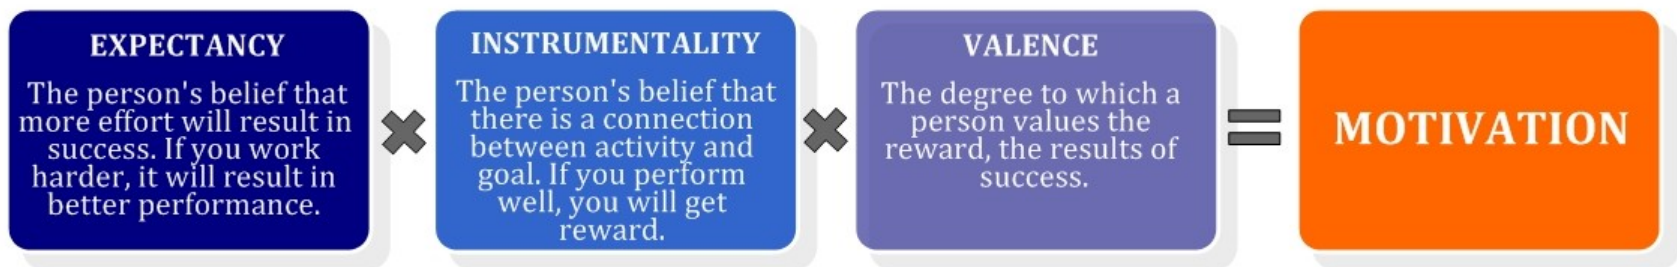 EXPECTANCY
The person's belief that
more effort will result in
success. If you work
harder, it will result in
better performance.
INSTRUMENTALITY
The person's belief that
there is a connection
between activity and
goal. If you perform
well, you will get
reward.
VALENCE
The degree to which a
person values the
reward, the results of
success.
MOTIVATION